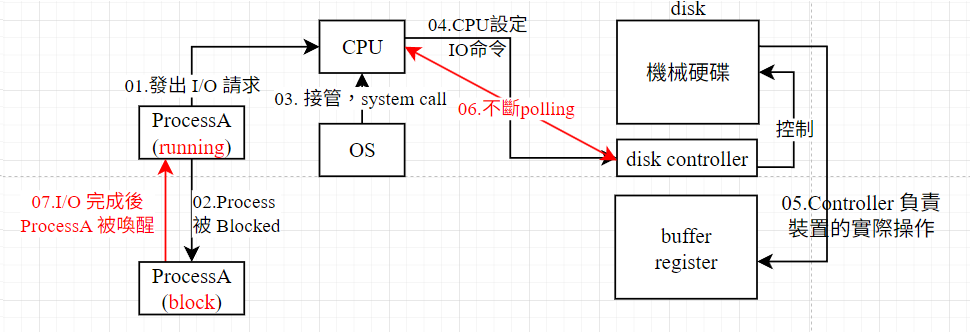 disk
04.CPU設定
IO命令
CPU
機械硬碟
01.發出 I/O 請求
03. 接管，system call
06.不斷polling
控制
ProcessA
(running)
OS
disk controller
07.I/O 完成後
ProcessA 被喚醒
02.Process
被 Blocked
05.Controller 負責
裝置的實際操作
buffer
register
ProcessA
(block)